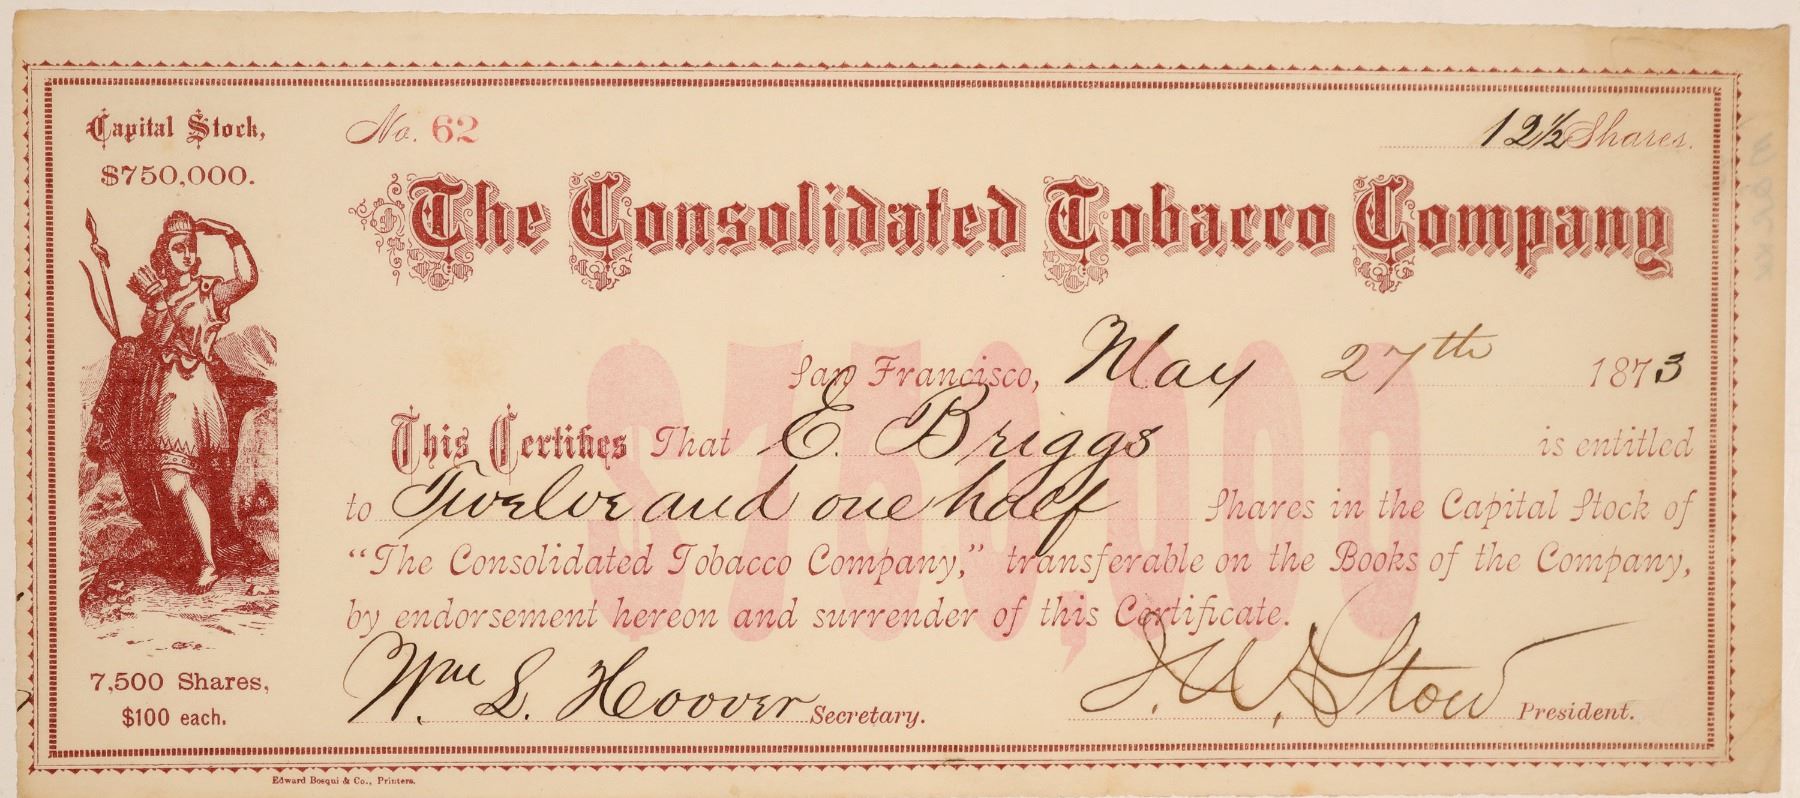 Capital Stock,
$750,000.
No. 62
12½ Shares.
The Consolidated Tobacco Company
$750,000
San Francisco, May 27th 1873
This Certifies That E. Briggs is entitled
to Twelve and one half Shares in the Capital Stock of
"The Consolidated Tobacco Company," transferable on the Books of the Company,
by endorsement hereon and surrender of this Certificate.
Wm L. Hoover Secretary.
Stow President.
7,500 Shares,
$100 each.
Edward Bosqui & Co., Printers.